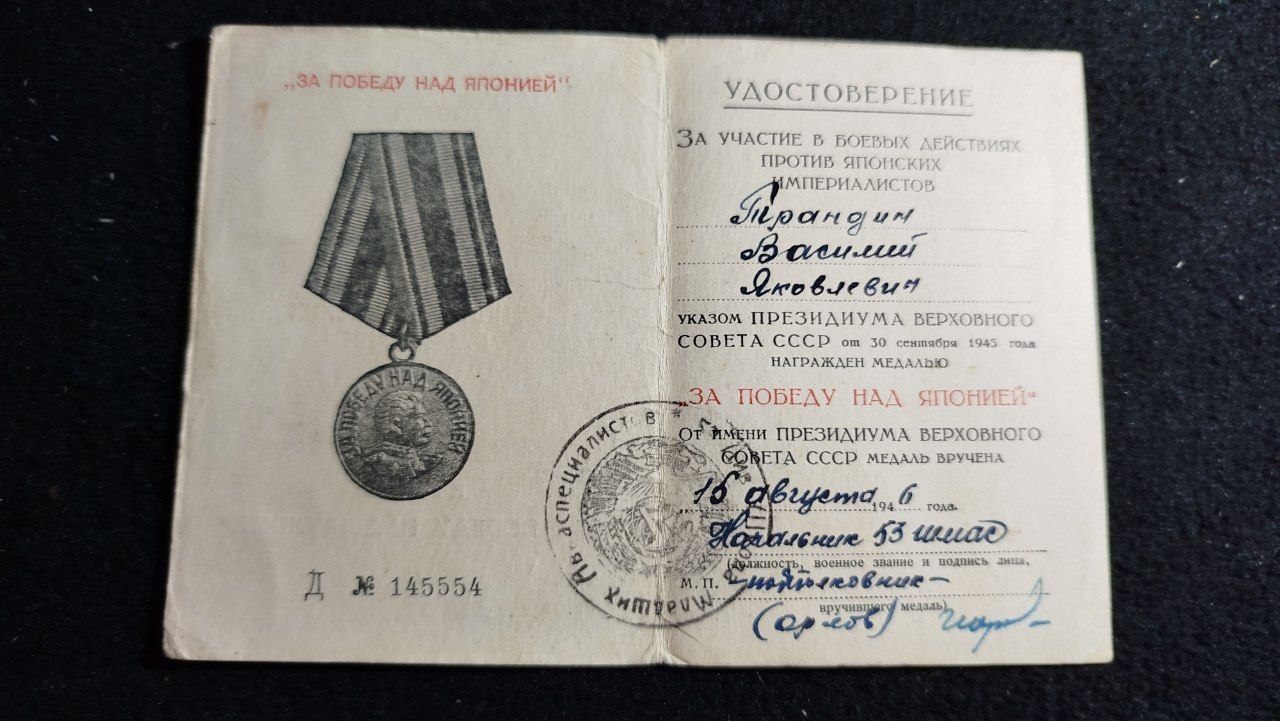 „ЗА ПОБЕДУ НАД ЯПОНИЕЙ“
ЗА ПОБЕДУ НАД ЯПОНИЕЙ
Д № 145554
УДОСТОВЕРЕНИЕ
ЗА УЧАСТИЕ В БОЕВЫХ ДЕЙСТВИЯХ
ПРОТИВ ЯПОНСКИХ
ИМПЕРИАЛИСТОВ
Трандин
Василий
Яковлевич
УКАЗОМ ПРЕЗИДИУМА ВЕРХОВНОГО
СОВЕТА СССР от 30 сентября 1945 года
НАГРАЖДЕН МЕДАЛЬЮ
„ЗА ПОБЕДУ НАД ЯПОНИЕЙ“
ОТ ИМЕНИ ПРЕЗИДИУМА ВЕРХОВНОГО
СОВЕТА СССР МЕДАЛЬ ВРУЧЕНА
15 августа 1946 года.
Начальник 53 шмас
(должность, военное звание и подпись лица,
М. П. подполковник
вручившего медаль)
(орлов)
Младших Авиаспециалистов